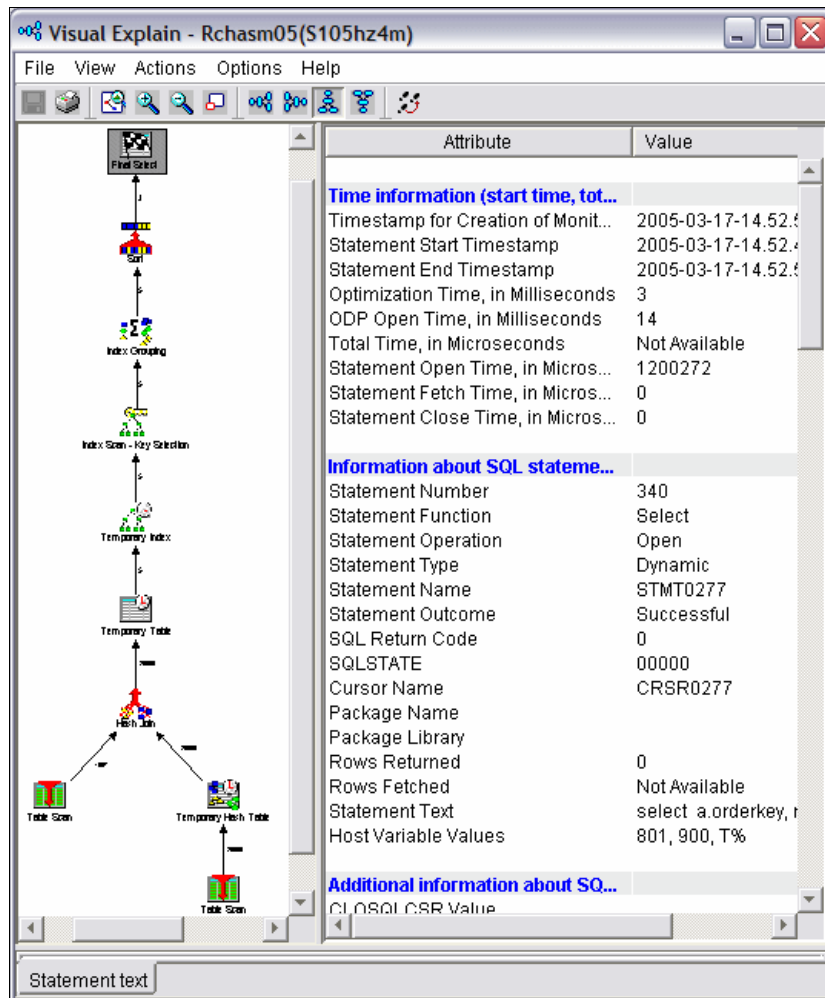 Visual Explain - Rchasm05(S105hz4m)
File View Actions Options Help
Final Select
Sort
Index Grouping
Index Scan - Key Selection
Temporary Index
Temporary Table
Hash Join
Table Scan
Temporary Hash Table
Table Scan
Attribute Value
Time information (start time, tot...
Timestamp for Creation of Monit... 2005-03-17-14.52.5
Statement Start Timestamp 2005-03-17-14.52.4
Statement End Timestamp 2005-03-17-14.52.5
Optimization Time, in Milliseconds 3
ODP Open Time, in Milliseconds 14
Total Time, in Microseconds Not Available
Statement Open Time, in Micros... 1200272
Statement Fetch Time, in Micros... 0
Statement Close Time, in Micros... 0
Information about SQL stateme...
Statement Number 340
Statement Function Select
Statement Operation Open
Statement Type Dynamic
Statement Name STMT0277
Statement Outcome Successful
SQL Return Code 0
SQLSTATE 00000
Cursor Name CRSR0277
Package Name
Package Library
Rows Returned 0
Rows Fetched Not Available
Statement Text select a.orderkey, r
Host Variable Values 801, 900, T%
Additional information about SQ...
CLOSQLCSR Value
Statement text